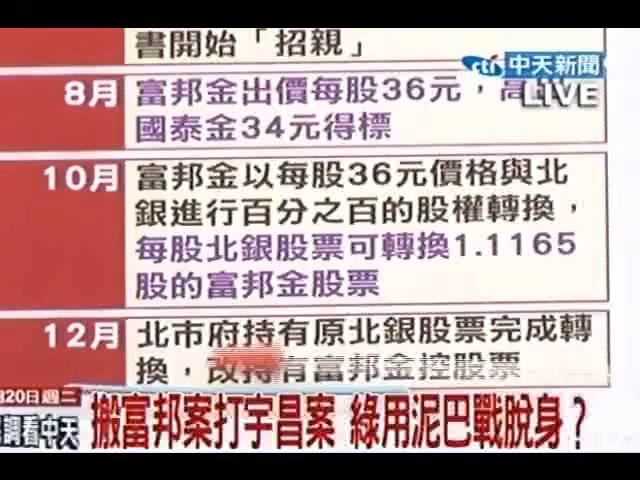 書開始「招親」
中天新聞
LIVE
8月
富邦金出價每股36元，高
國泰金34元得標
10月
富邦金以每股36元價格與北
銀進行百分之百的股權轉換，
每股北銀股票可轉換1.1165
股的富邦金股票
12月
北市府持有原北銀股票完成轉
換，改持有富邦金控股票
20日週二
調看中天
搬富邦案打宇昌案 綠用泥巴戰脫身？